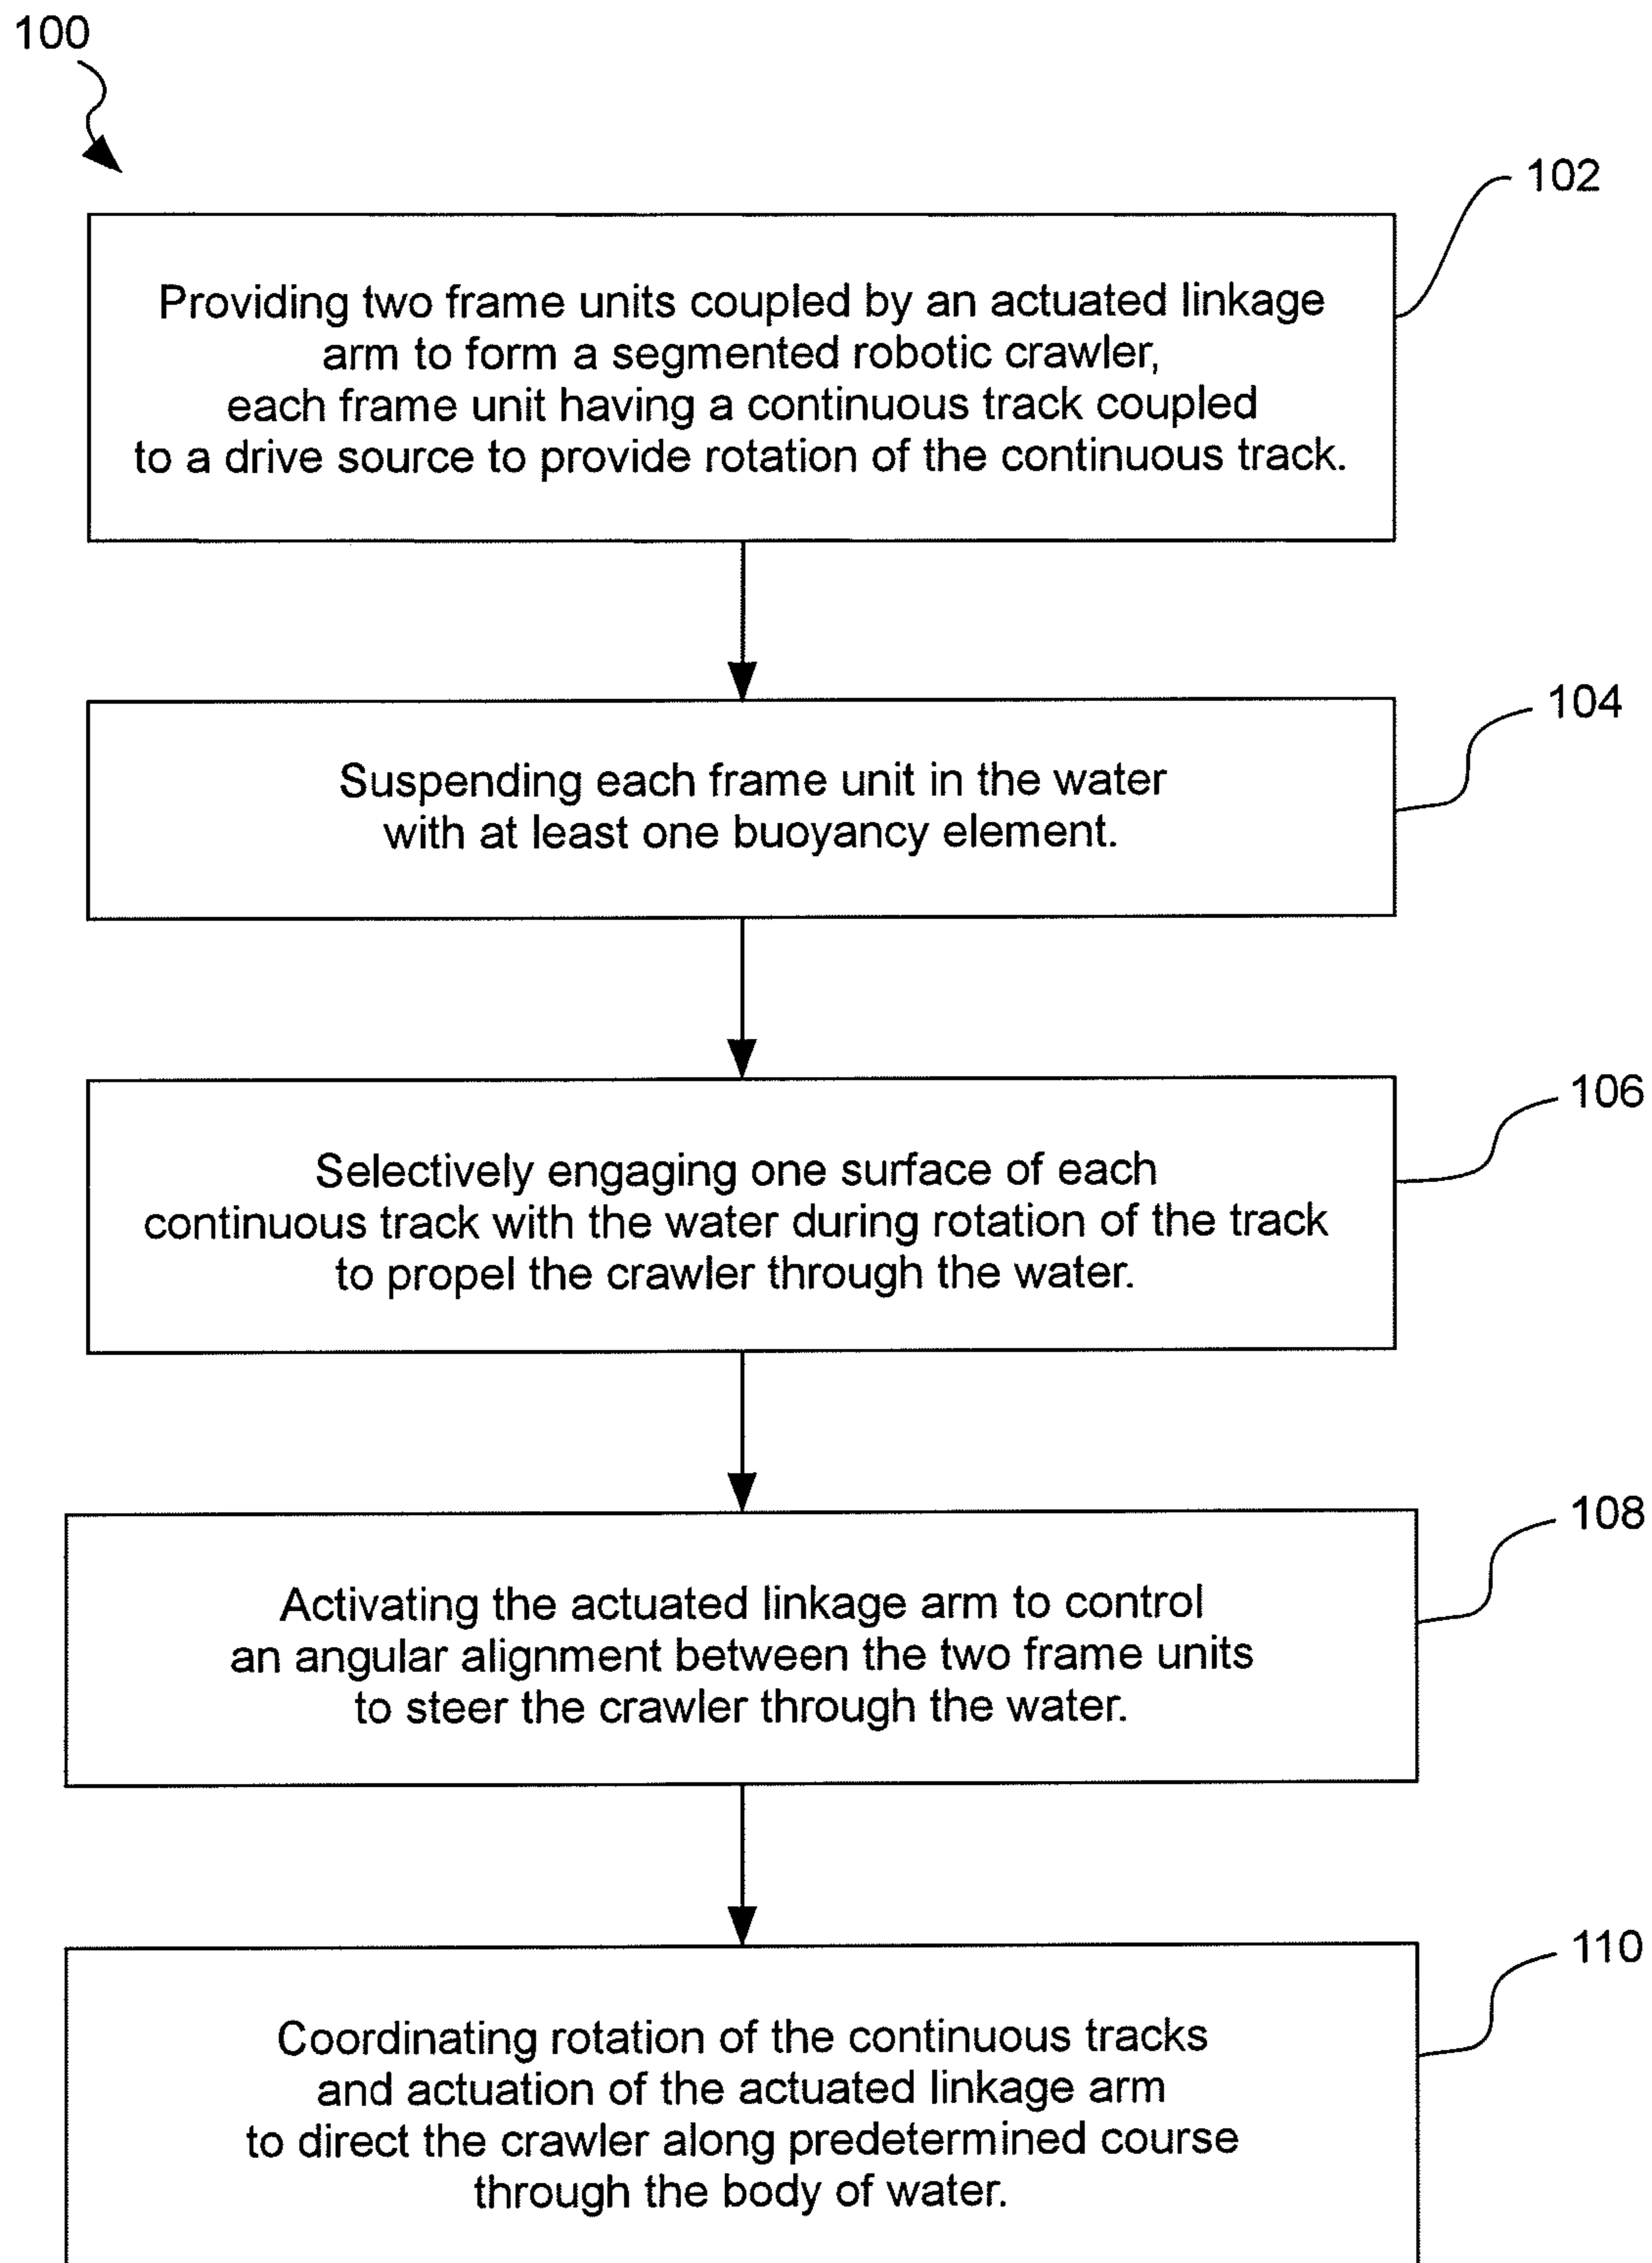 100
102
Providing two frame units coupled by an actuated linkage
arm to form a segmented robotic crawler,
each frame unit having a continuous track coupled
to a drive source to provide rotation of the continuous track.
104
Suspending each frame unit in the water
with at least one buoyancy element.
106
Selectively engaging one surface of each
continuous track with the water during rotation of the track
to propel the crawler through the water.
108
Activating the actuated linkage arm to control
an angular alignment between the two frame units
to steer the crawler through the water.
110
Coordinating rotation of the continuous tracks
and actuation of the actuated linkage arm
to direct the crawler along predetermined course
through the body of water.